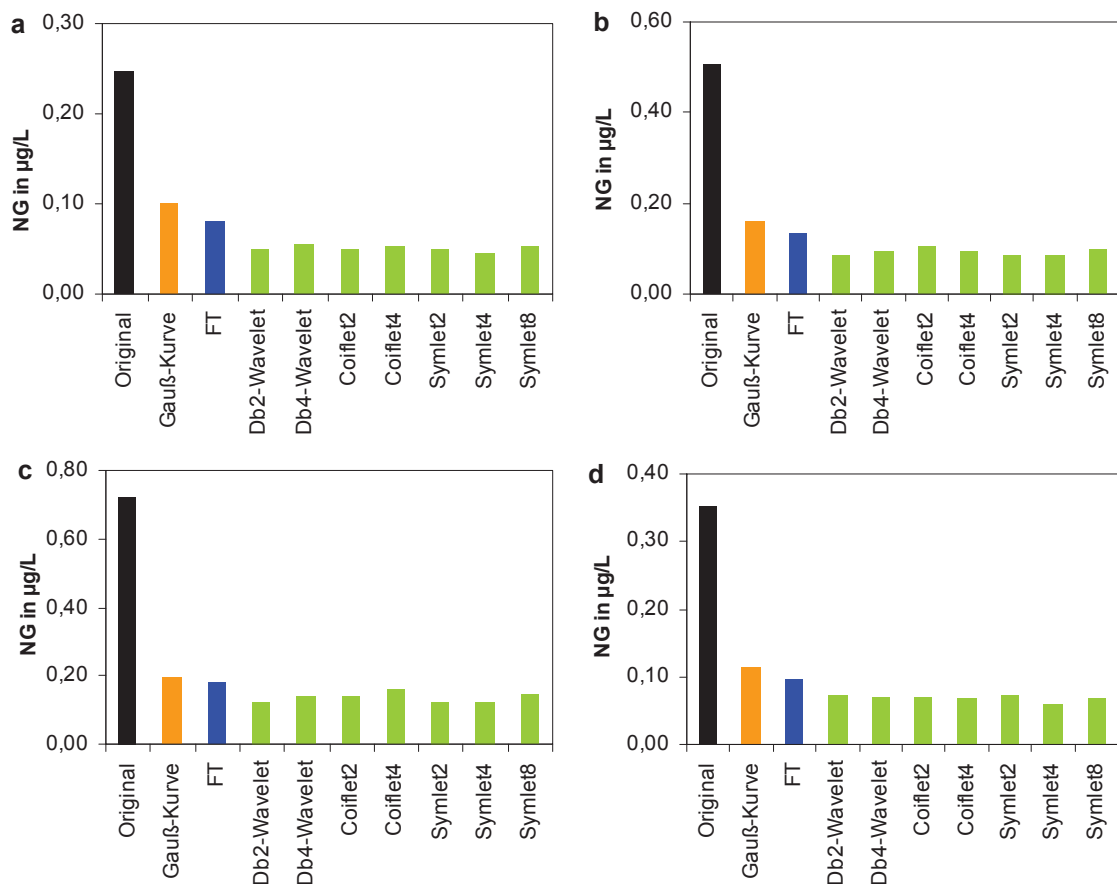 a
NG in µg/L
0,30
0,20
0,10
0,00
Original
Gauß-Kurve
FT
Db2-Wavelet
Db4-Wavelet
Coiflet2
Coiflet4
Symlet2
Symlet4
Symlet8
b
NG in µg/L
0,60
0,40
0,20
0,00
Original
Gauß-Kurve
FT
Db2-Wavelet
Db4-Wavelet
Coiflet2
Coiflet4
Symlet2
Symlet4
Symlet8
c
NG in µg/L
0,80
0,60
0,40
0,20
0,00
Original
Gauß-Kurve
FT
Db2-Wavelet
Db4-Wavelet
Coiflet2
Coiflet4
Symlet2
Symlet4
Symlet8
d
NG in µg/L
0,40
0,30
0,20
0,10
0,00
Original
Gauß-Kurve
FT
Db2-Wavelet
Db4-Wavelet
Coiflet2
Coiflet4
Symlet2
Symlet4
Symlet8